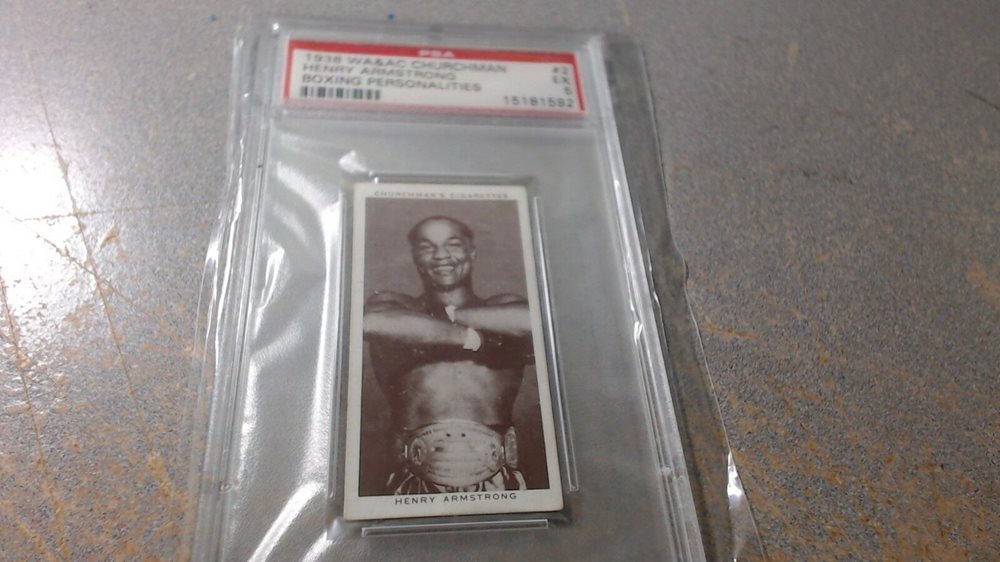 PSA
1938 WA&AC CHURCHMAN #2
HENRY ARMSTRONG EX
BOXING PERSONALITIES 5
15181592
CHURCHMAN'S CIGARETTES
HENRY ARMSTRONG